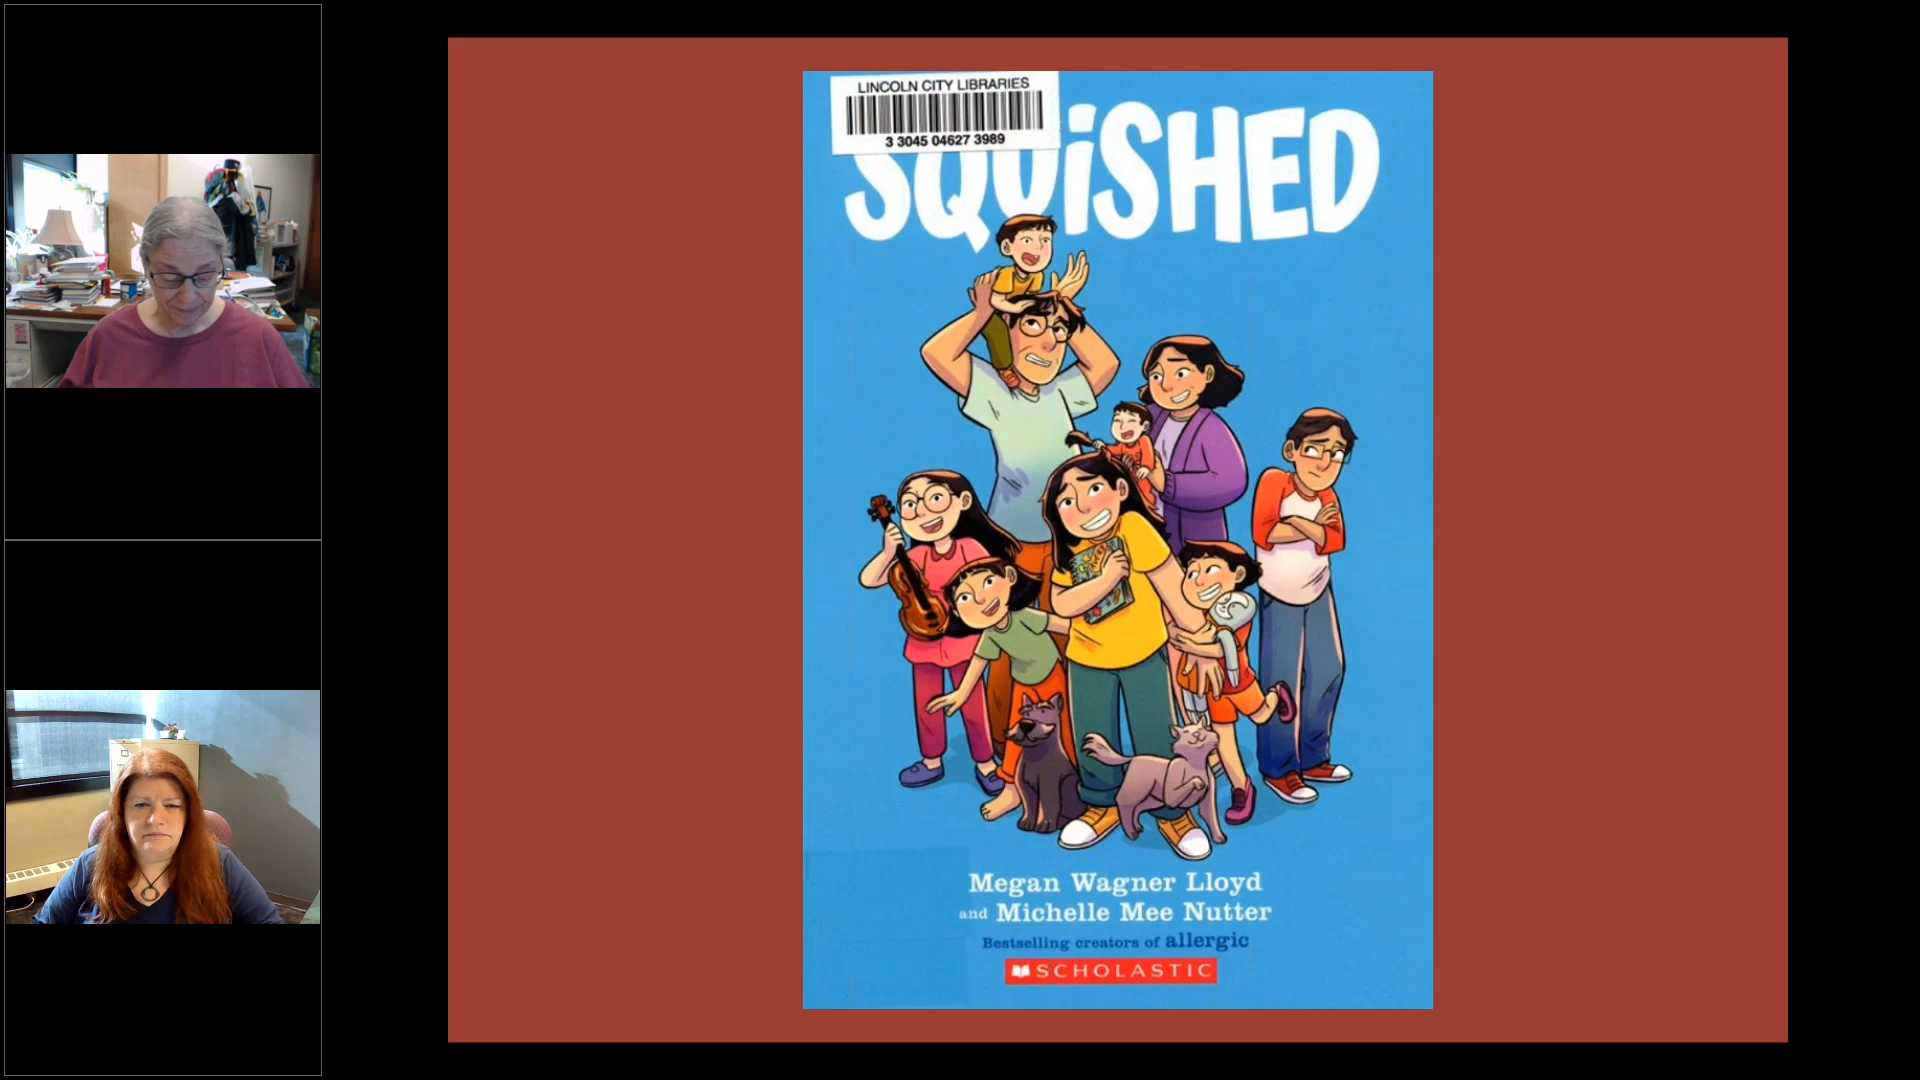 LINCOLN CITY LIBRARIES
3 3045 04627 3989
SQUiSHED
Megan Wagner Lloyd
and Michelle Mee Nutter
Bestselling creators of allergic
SCHOLASTIC